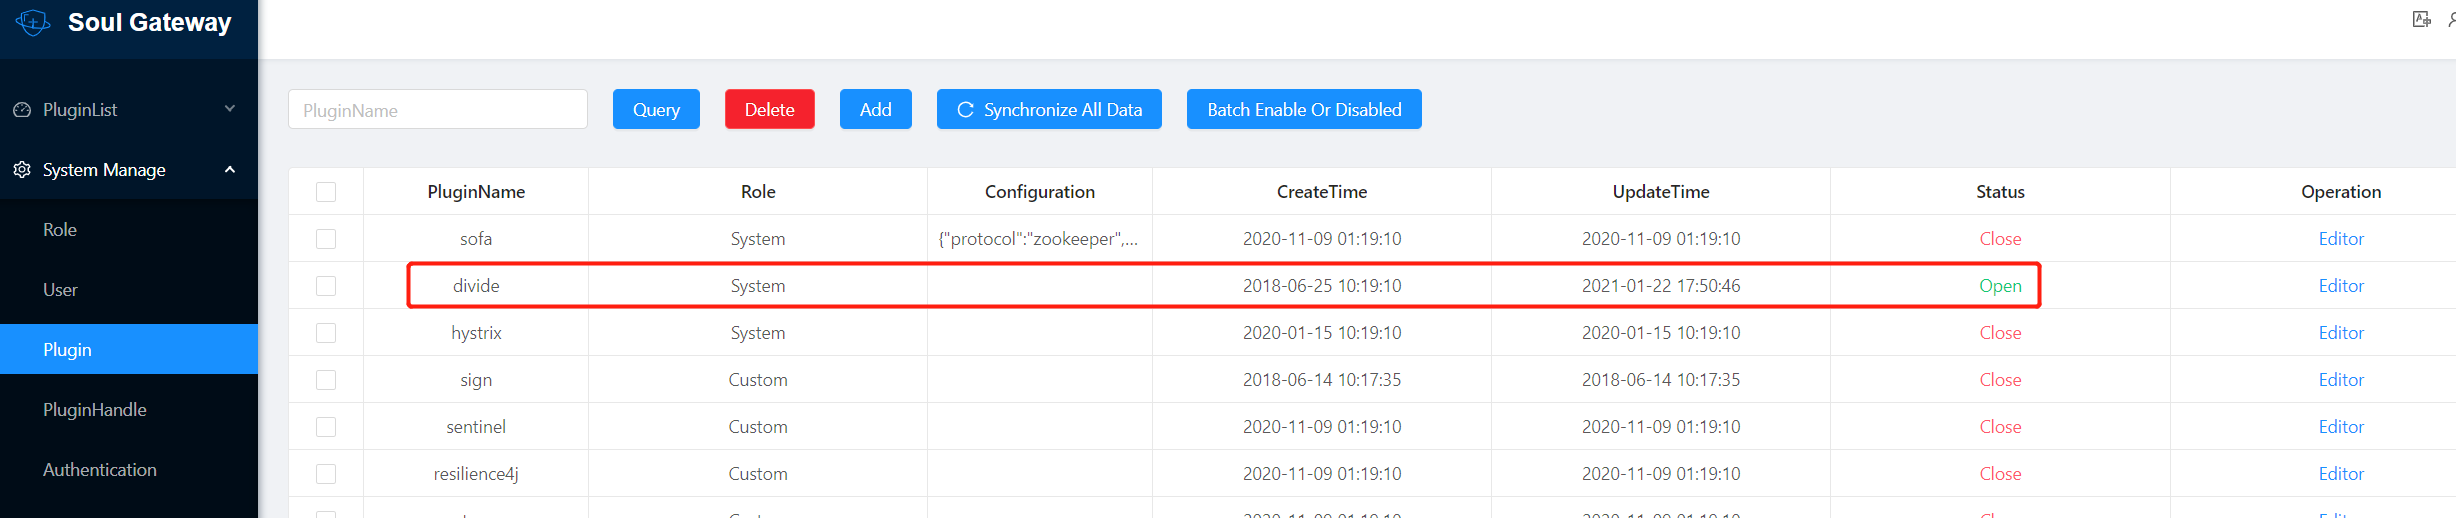 Soul Gateway
PluginList
System Manage
Role
User
Plugin
PluginHandle
Authentication
PluginName Query Delete Add Synchronize All Data Batch Enable Or Disabled
PluginName Role Configuration CreateTime UpdateTime Status Operation
sofa System {"protocol":"zookeeper",... 2020-11-09 01:19:10 2020-11-09 01:19:10 Close Editor
divide System 2018-06-25 10:19:10 2021-01-22 17:50:46 Open Editor
hystrix System 2020-01-15 10:19:10 2020-01-15 10:19:10 Close Editor
sign Custom 2018-06-14 10:17:35 2018-06-14 10:17:35 Close Editor
sentinel Custom 2020-11-09 01:19:10 2020-11-09 01:19:10 Close Editor
resilience4j Custom 2020-11-09 01:19:10 2020-11-09 01:19:10 Close Editor